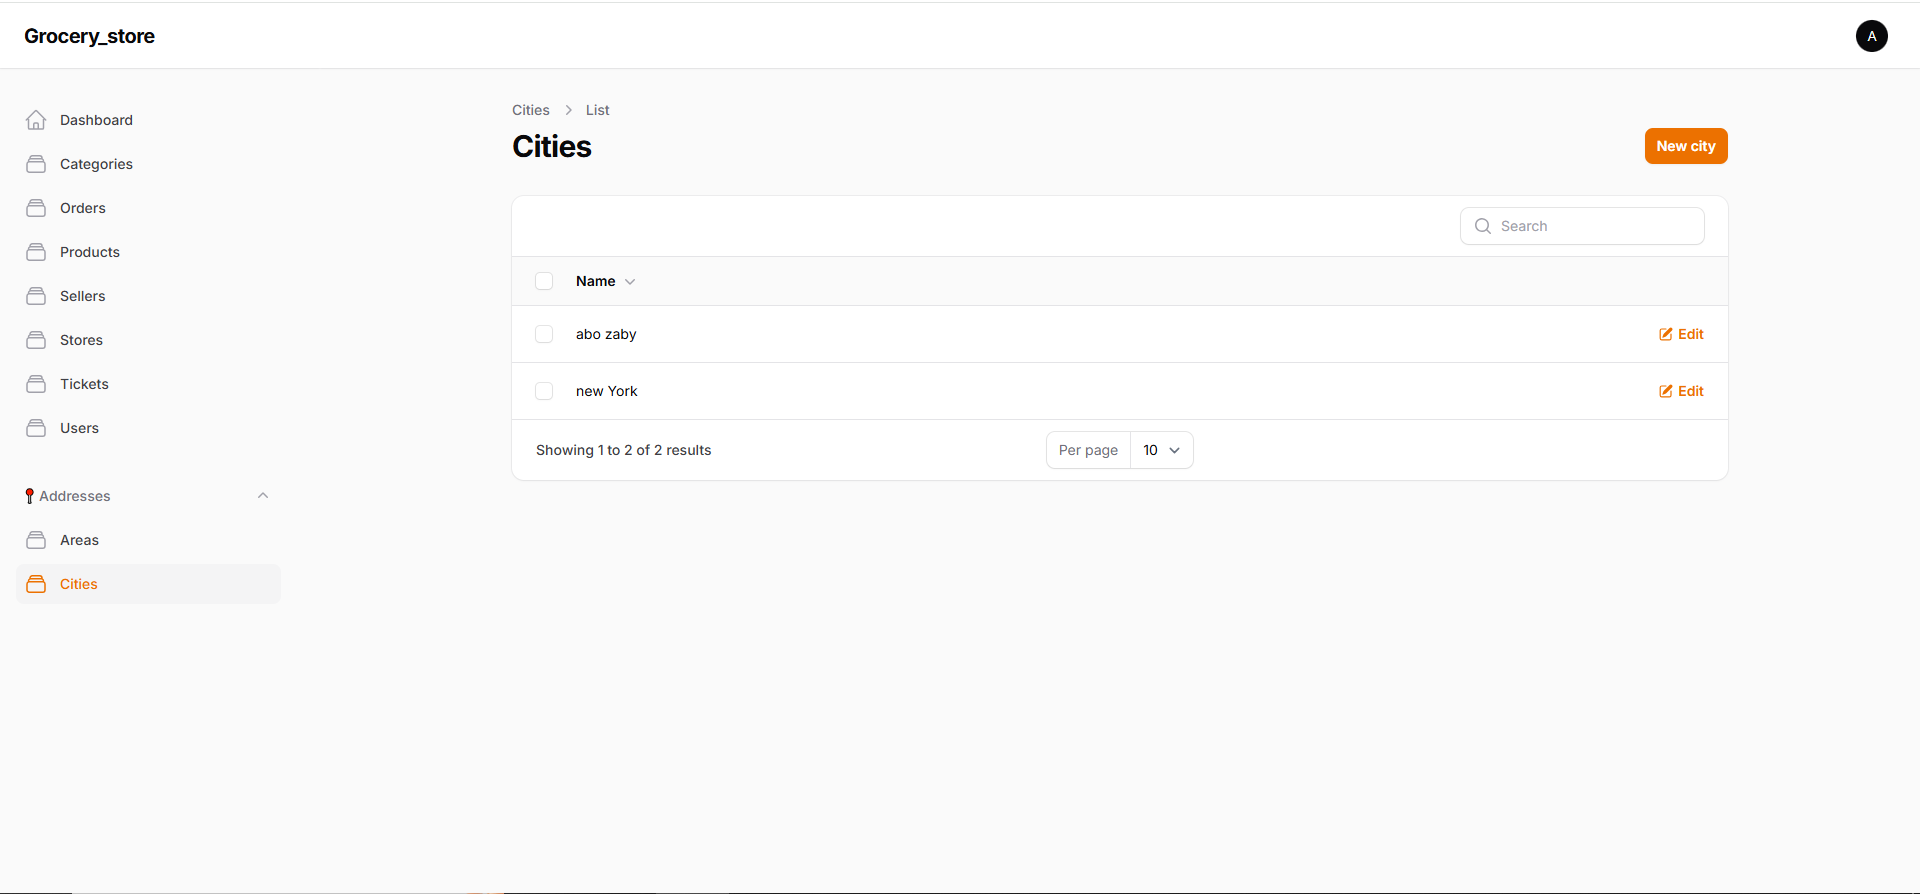 Grocery_store
A
Dashboard
Categories
Orders
Products
Sellers
Stores
Tickets
Users
Addresses
Areas
Cities
Cities > List
Cities
New city
Search
Name
abo zaby Edit
new York Edit
Showing 1 to 2 of 2 results Per page 10